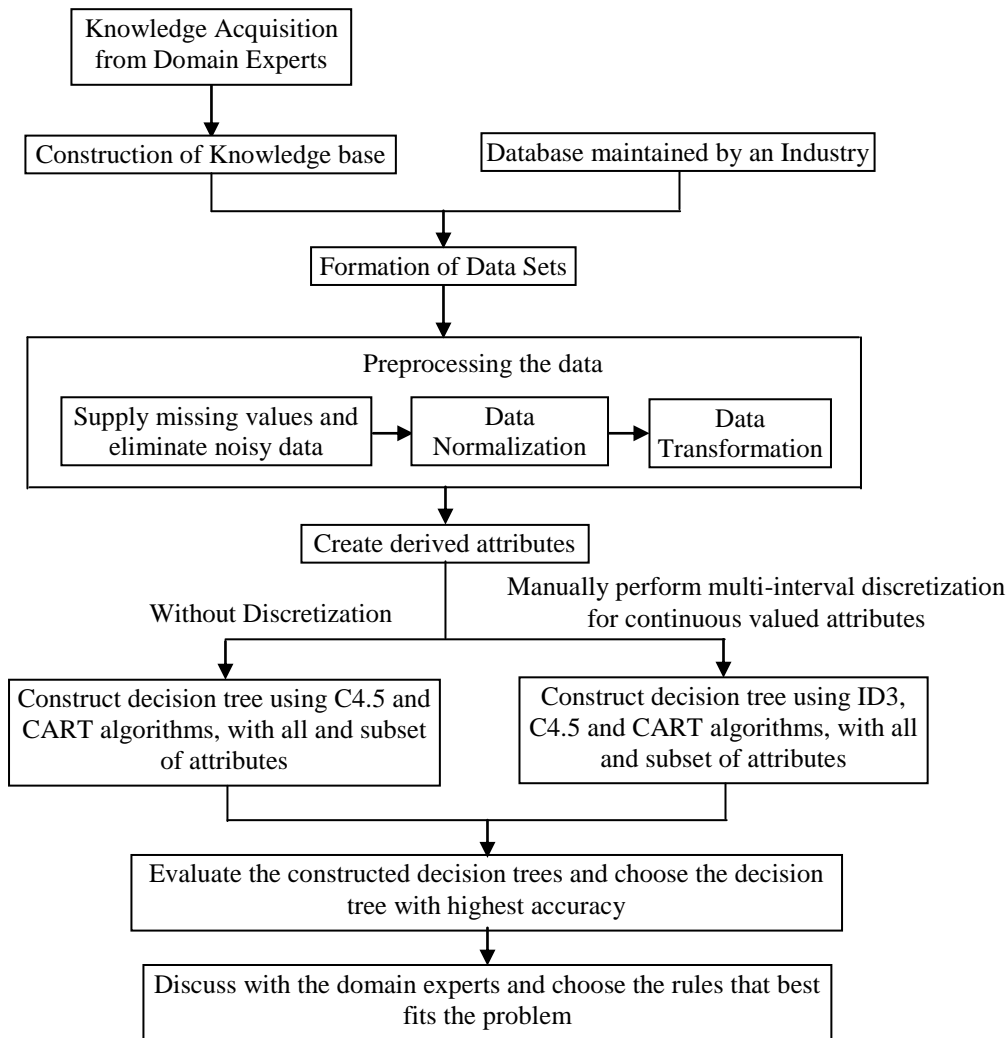 Knowledge Acquisition
from Domain Experts
Construction of Knowledge base
Database maintained by an Industry
Formation of Data Sets
Preprocessing the data
Supply missing values and
eliminate noisy data
Data
Normalization
Data
Transformation
Create derived attributes
Without Discretization
Manually perform multi-interval discretization
for continuous valued attributes
Construct decision tree using C4.5 and
CART algorithms, with all and subset
of attributes
Construct decision tree using ID3,
C4.5 and CART algorithms, with all
and subset of attributes
Evaluate the constructed decision trees and choose the decision
tree with highest accuracy
Discuss with the domain experts and choose the rules that best
fits the problem